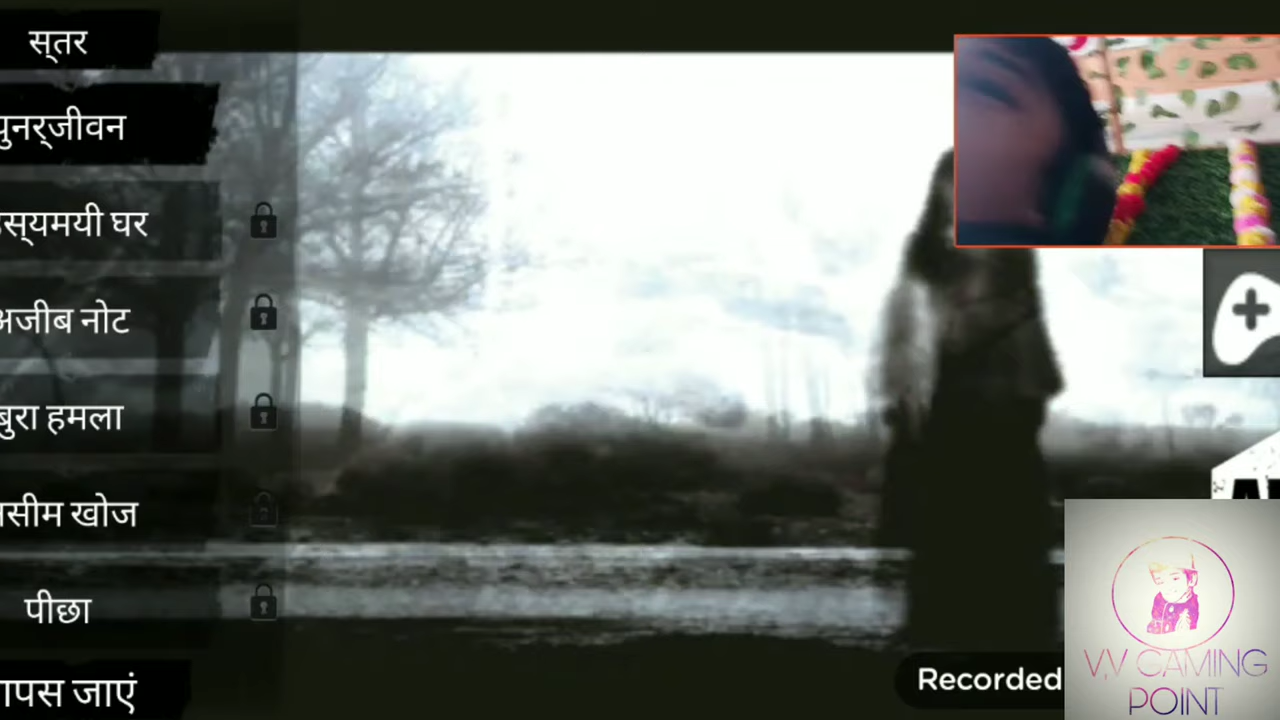 स्तर
पुनर्जीवन
स्यमयी घर
अजीब नोट
बुरा हमला
सीम खोज
पीछा
ापस जाएं
Recorded
V,V GAMING
POINT